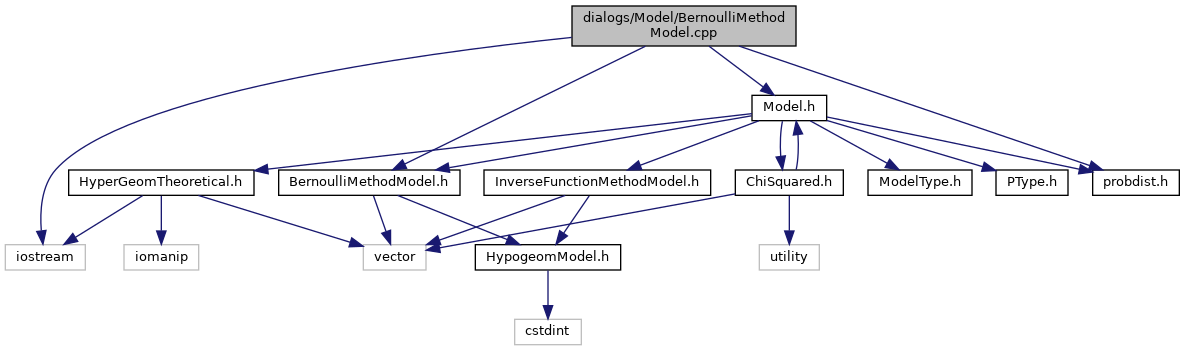 dialogs/Model/BernoulliMethod
Model.cpp
Model.h
HyperGeomTheoretical.h
BernoulliMethodModel.h
InverseFunctionMethodModel.h
ChiSquared.h
ModelType.h
PType.h
probdist.h
iostream
iomanip
vector
HypogeomModel.h
utility
cstdint